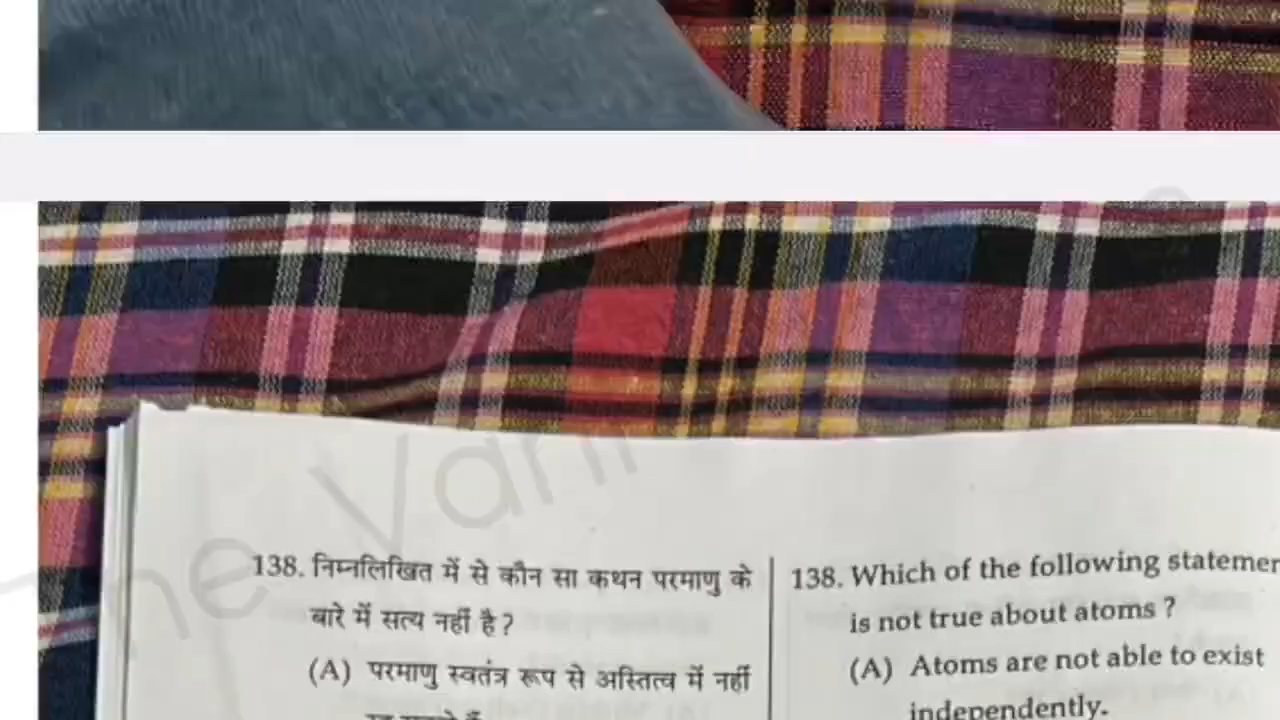 138. निम्नलिखित में से कौन सा कथन परमाणु के
बारे में सत्य नहीं है ?
(A) परमाणु स्वतंत्र रूप से अस्तित्व में नहीं
138. Which of the following
is not true about atoms ?
(A) Atoms are not able to exist
independently.